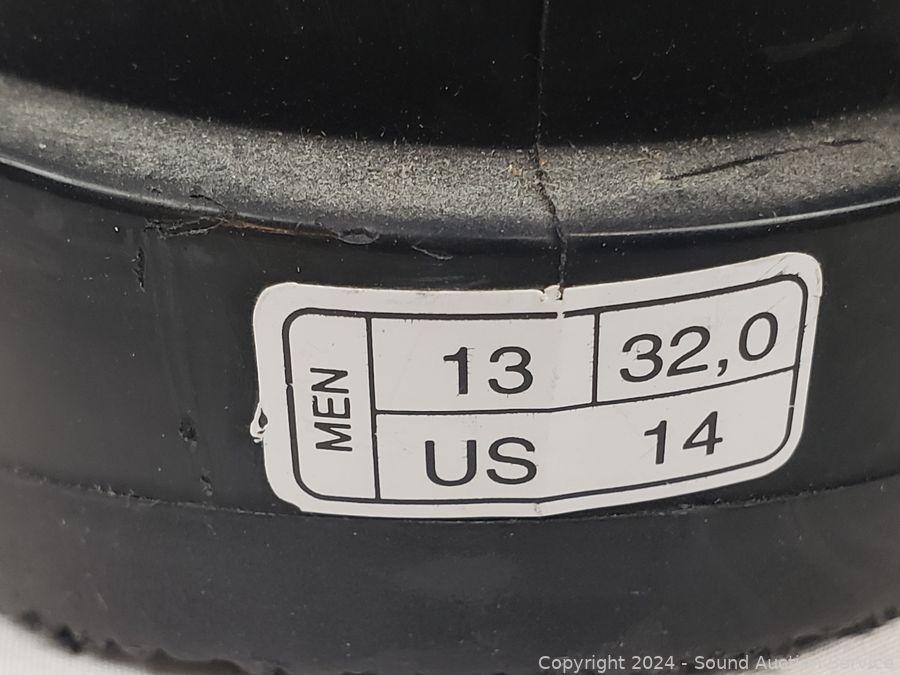 MEN
13 32,0
US 14
Copyright 2024 - Sound Auction Service